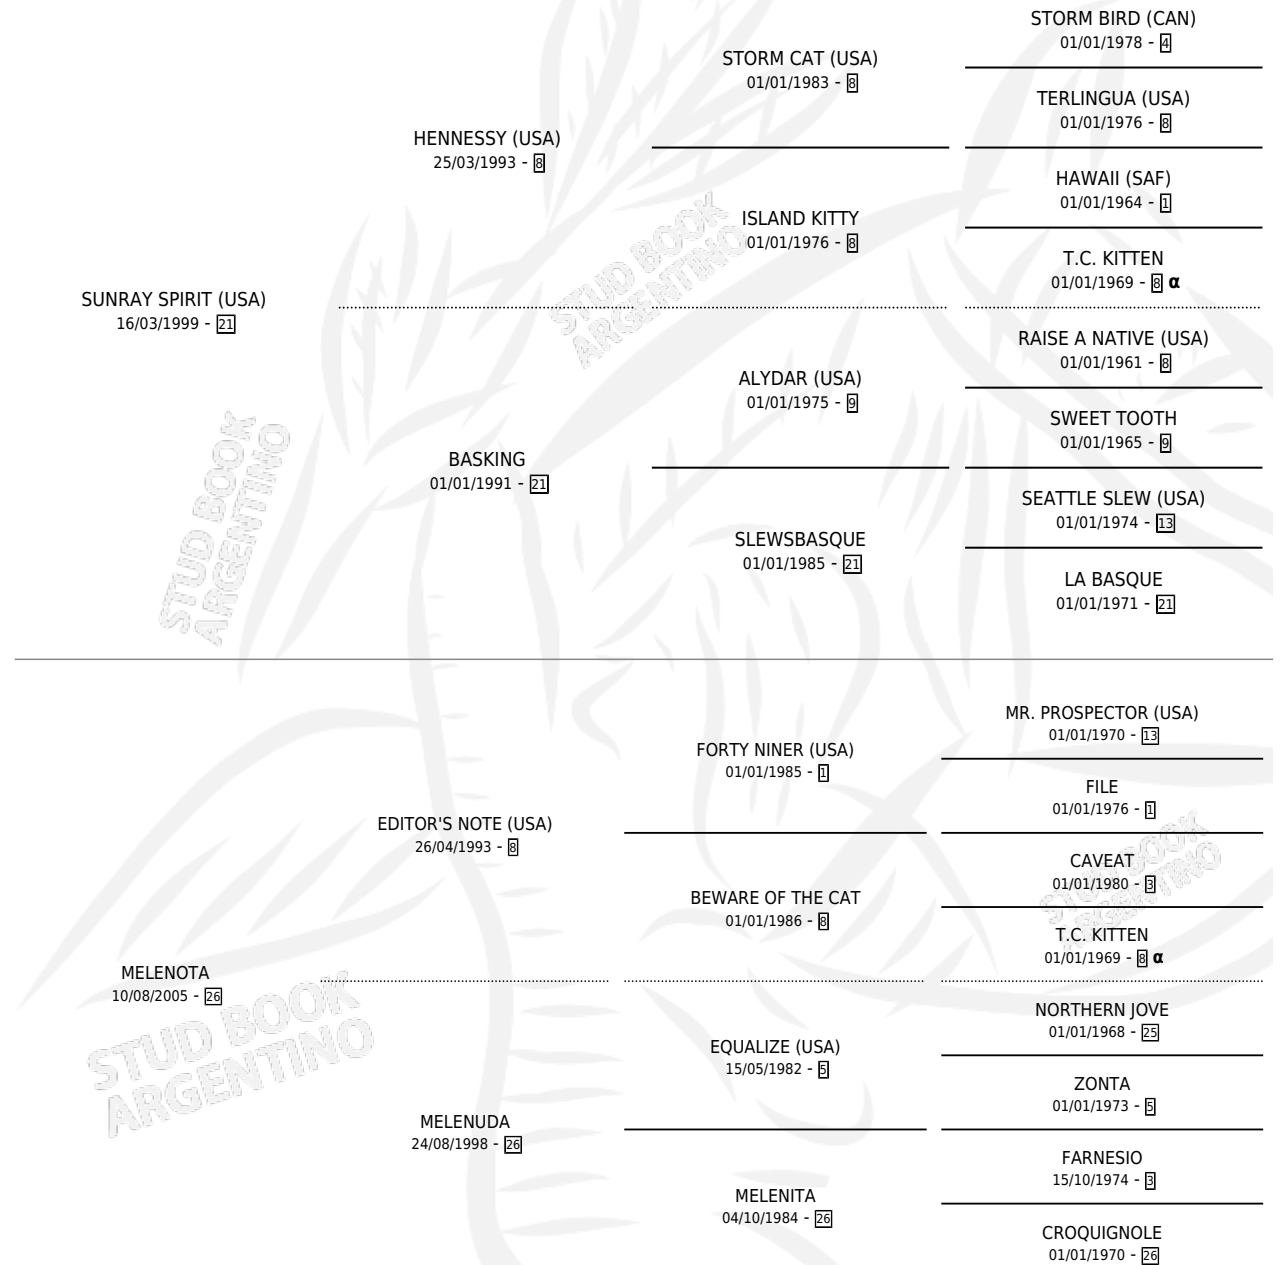 STORM BIRD (CAN)
01/01/1978 - 4
STORM CAT (USA)
01/01/1983 - 8
TERLINGUA (USA)
01/01/1976 - 8
HENNESSY (USA)
25/03/1993 - 8
HAWAII (SAF)
01/01/1964 - 1
ISLAND KITTY
01/01/1976 - 8
T.C. KITTEN
01/01/1969 - 8 α
SUNRAY SPIRIT (USA)
16/03/1999 - 21
RAISE A NATIVE (USA)
01/01/1961 - 8
ALYDAR (USA)
01/01/1975 - 9
SWEET TOOTH
01/01/1965 - 9
BASKING
01/01/1991 - 21
SEATTLE SLEW (USA)
01/01/1974 - 13
SLEWSBASQUE
01/01/1985 - 21
LA BASQUE
01/01/1971 - 21
MR. PROSPECTOR (USA)
01/01/1970 - 13
FORTY NINER (USA)
01/01/1985 - 1
FILE
01/01/1976 - 1
EDITOR'S NOTE (USA)
26/04/1993 - 8
CAVEAT
01/01/1980 - 3
BEWARE OF THE CAT
01/01/1986 - 8
T.C. KITTEN
01/01/1969 - 8 α
MELENOTA
10/08/2005 - 26
NORTHERN JOVE
01/01/1968 - 25
EQUALIZE (USA)
15/05/1982 - 5
ZONTA
01/01/1973 - 5
MELENUDA
24/08/1998 - 26
FARNESIO
15/10/1974 - 3
MELENITA
04/10/1984 - 26
CROQUIGNOLE
01/01/1970 - 26
STUD BOOK
ARGENTINO
STUD BOOK
ARGENTINO
STUD BOOK
ARGENTINO
STUD BOOK
ARGENTINO